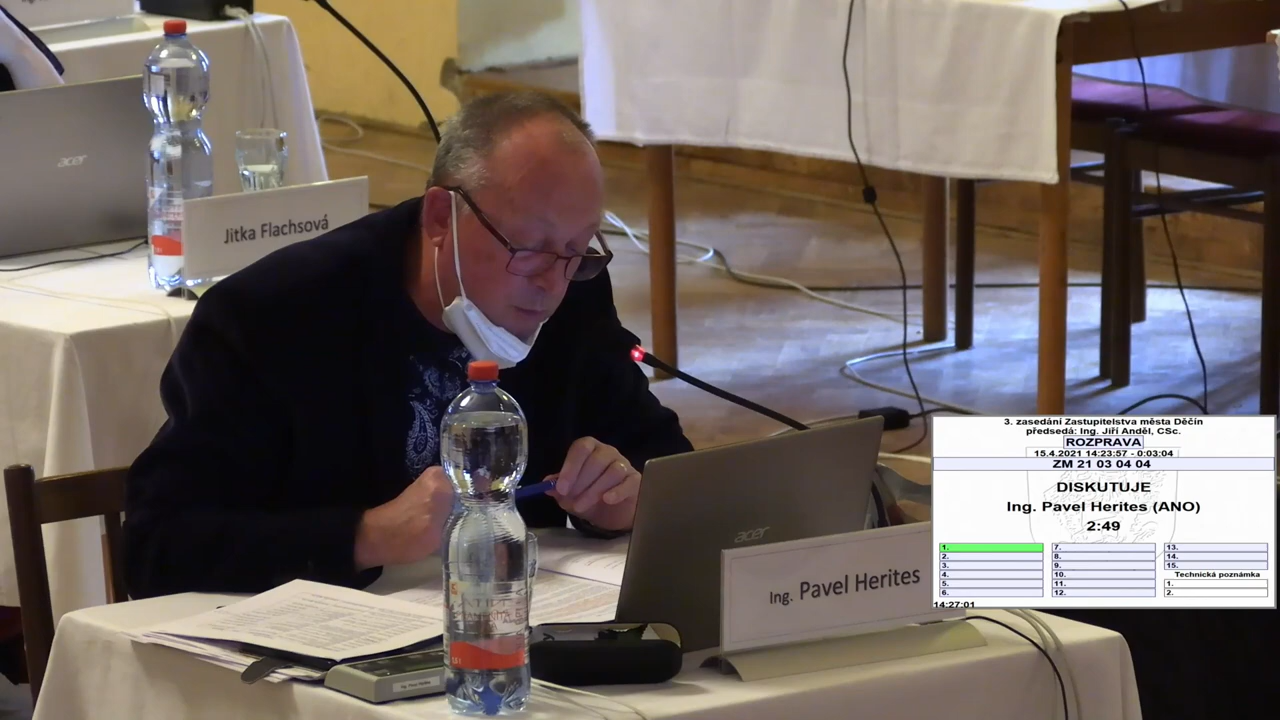 acer
Jitka Flachsová
acer
Ing. Pavel Herites
3. zasedání Zastupitelstva města Děčín
předsedá: Ing. Jiří Anděl, CSc.
ROZPRAVA
15.4.2021 14:23:57 - 0:03:04
ZM 21 03 04 04
DISKUTUJE
Ing. Pavel Herites (ANO)
2:49
1. 7. 13.
2. 8. 14.
3. 9. 15.
4. 10. Technická poznámka
5. 11. 1.
6. 12. 2.
14:27:01